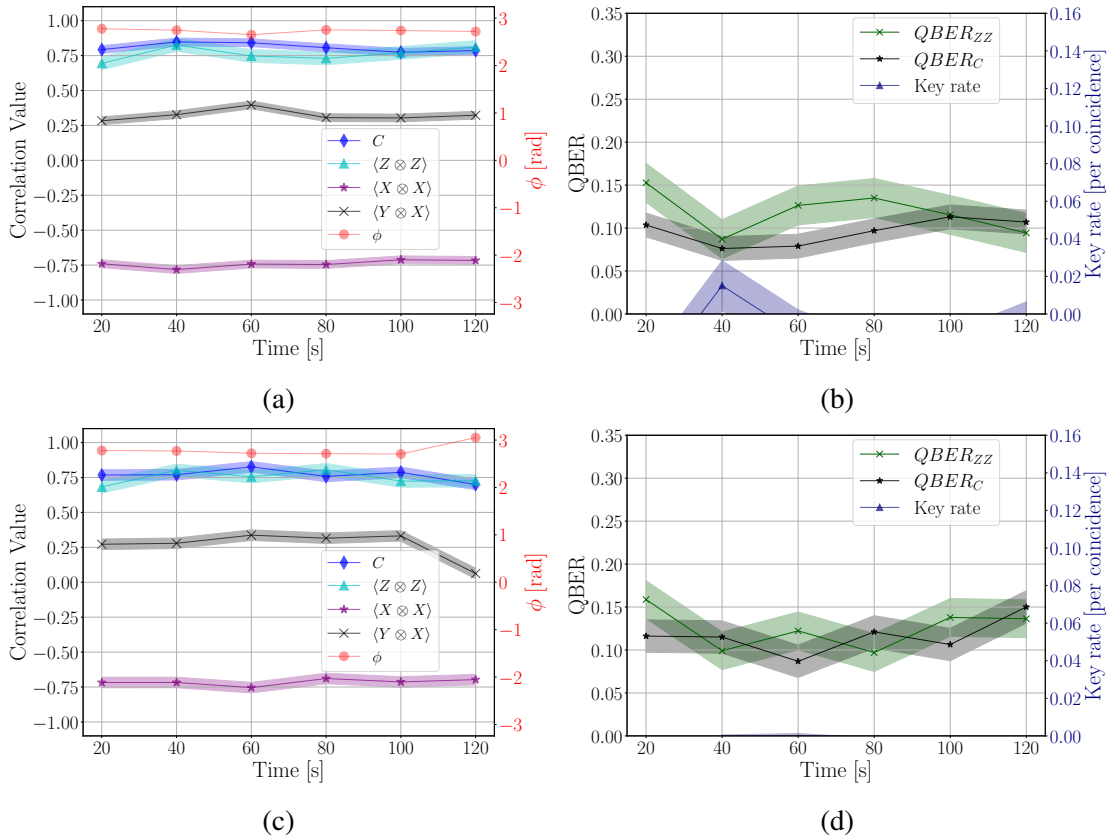 1.00
0.75
0.50
0.25
0.00
−0.25
−0.50
−0.75
−1.00
Correlation Value
20 40 60 80 100 120
Time [s]
3
2
1
0
−1
−2
−3
ϕ [rad]
C
⟨Z ⊗ Z⟩
⟨X ⊗ X⟩
⟨Y ⊗ X⟩
ϕ
(a)
0.35
0.30
0.25
0.20
0.15
0.10
0.05
0.00
QBER
20 40 60 80 100 120
Time [s]
0.16
0.14
0.12
0.10
0.08
0.06
0.04
0.02
0.00
Key rate [per coincidence]
QBER_ZZ
QBER_C
Key rate
(b)
1.00
0.75
0.50
0.25
0.00
−0.25
−0.50
−0.75
−1.00
Correlation Value
20 40 60 80 100 120
Time [s]
3
2
1
0
−1
−2
−3
ϕ [rad]
C
⟨Z ⊗ Z⟩
⟨X ⊗ X⟩
⟨Y ⊗ X⟩
ϕ
(c)
0.35
0.30
0.25
0.20
0.15
0.10
0.05
0.00
QBER
20 40 60 80 100 120
Time [s]
0.16
0.14
0.12
0.10
0.08
0.06
0.04
0.02
0.00
Key rate [per coincidence]
QBER_ZZ
QBER_C
Key rate
(d)